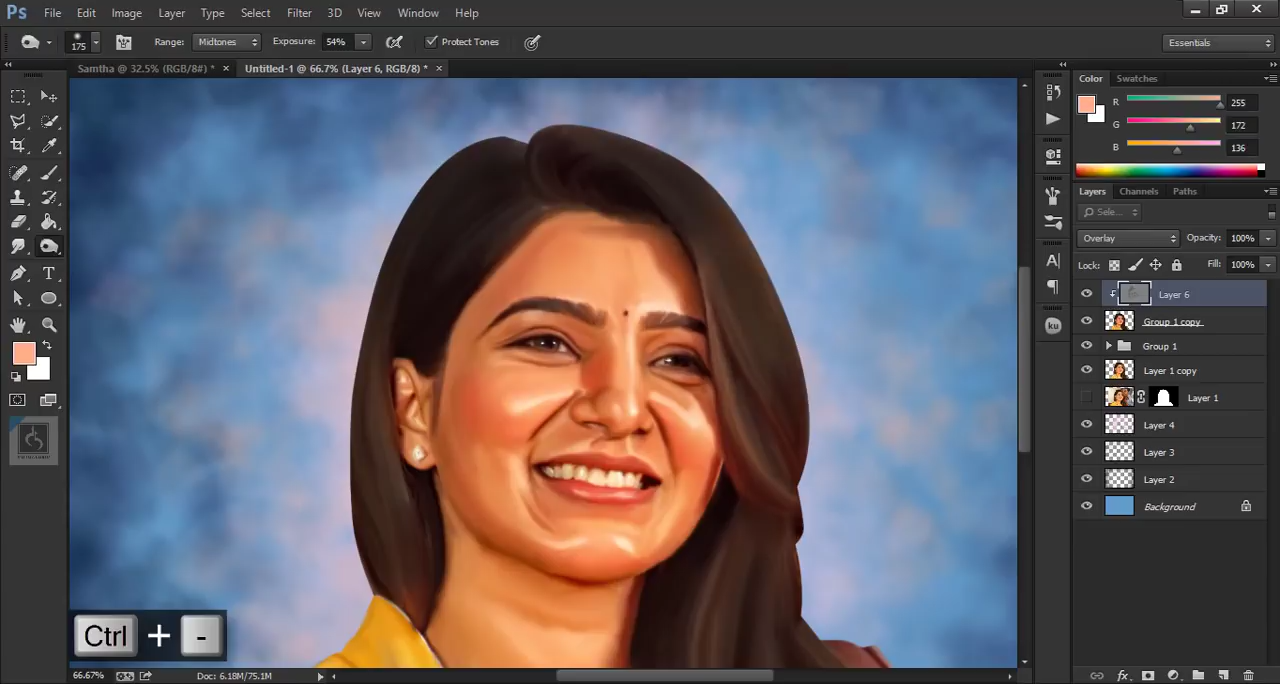 Ps File Edit Image Layer Type Select Filter 3D View Window Help
175 Range: Midtones Exposure: 54% Protect Tones Essentials
Samtha @ 32.5% (RGB/8#) * × Untitled-1 @ 66.7% (Layer 6, RGB/8) * ×
Color Swatches
R 255
G 172
B 136
Layers Channels Paths
Sele...
Overlay Opacity: 100%
Lock: Fill: 100%
Layer 6
Group 1 copy
Group 1
Layer 1 copy
Layer 1
Layer 4
Layer 3
Layer 2
Background
ku
Ctrl + -
66.67% Doc: 6.18M/75.1M